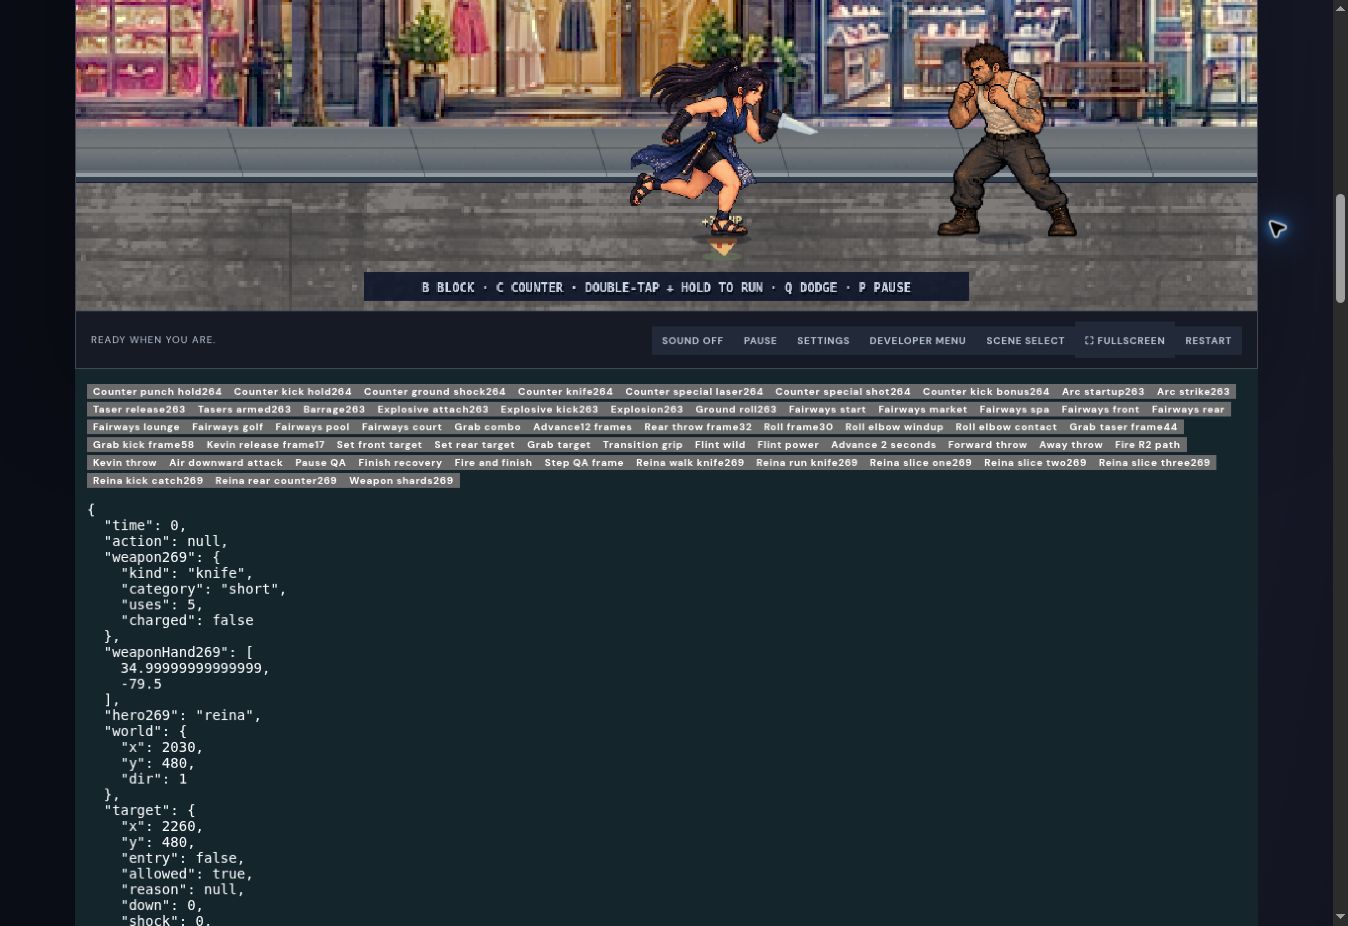 B BLOCK · C COUNTER · DOUBLE-TAP + HOLD TO RUN · Q DODGE · P PAUSE
READY WHEN YOU ARE.
SOUND OFF PAUSE SETTINGS DEVELOPER MENU SCENE SELECT FULLSCREEN RESTART
Counter punch hold264 Counter kick hold264 Counter ground shock264 Counter knife264 Counter special laser264 Counter special shot264 Counter kick bonus264 Arc startup263 Arc strike263
Taser release263 Tasers armed263 Barrage263 Explosive attach263 Explosive kick263 Explosion263 Ground roll263 Fairways start Fairways market Fairways spa Fairways front Fairways rear
Fairways lounge Fairways golf Fairways pool Fairways court Grab combo Advance12 frames Rear throw frame32 Roll frame30 Roll elbow windup Roll elbow contact Grab taser frame44
Grab kick frame58 Kevin release frame17 Set front target Set rear target Grab target Transition grip Flint wild Flint power Advance 2 seconds Forward throw Away throw Fire R2 path
Kevin throw Air downward attack Pause QA Finish recovery Fire and finish Step QA frame Reina walk knife269 Reina run knife269 Reina slice one269 Reina slice two269 Reina slice three269
Reina kick catch269 Reina rear counter269 Weapon shards269
{
"time": 0,
"action": null,
"weapon269": {
"kind": "knife",
"category": "short",
"uses": 5,
"charged": false
},
"weaponHand269": [
34.99999999999999,
-79.5
],
"hero269": "reina",
"world": {
"x": 2030,
"y": 480,
"dir": 1
},
"target": {
"x": 2260,
"y": 480,
"entry": false,
"allowed": true,
"reason": null,
"down": 0,
"shock": 0,